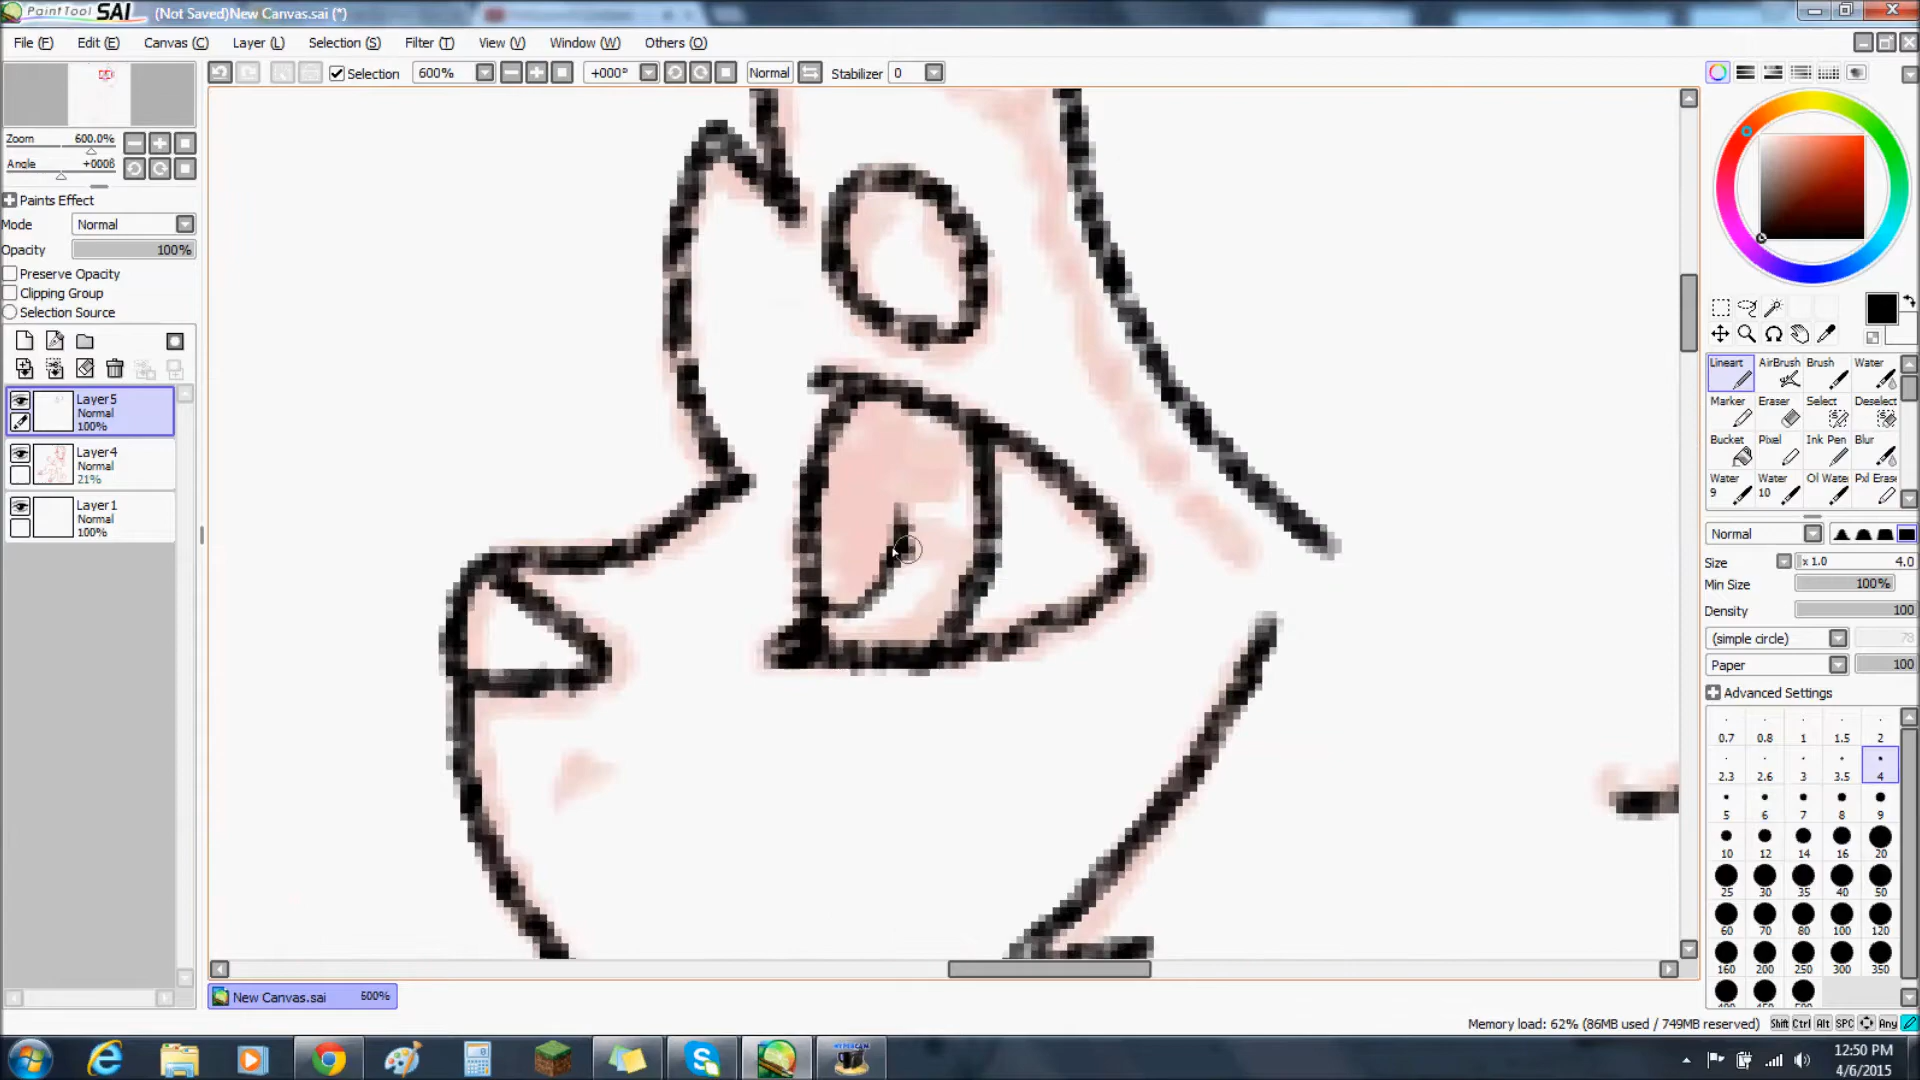 PaintTool SAI (Not Saved)New Canvas.sai (*)
File (F) Edit (E) Canvas (C) Layer (L) Selection (S) Filter (T) View (V) Window (W) Others (O)
Selection 600% +000° Normal Stabilizer 0
Zoom 600.0%
Angle +000ß
Paints Effect
Mode Normal
Opacity 100%
Preserve Opacity
Clipping Group
Selection Source
Layer5
Normal
100%
Layer4
Normal
21%
Layer1
Normal
100%
Lineart AirBrush Brush Water
Marker Eraser Select Deselect
Bucket Pixel Ink Pen Blur
Water 9 Water 10 Oil Wate Pxl Erase
Normal
Size x 1.0 4.0
Min Size 100%
Density 100
(simple circle) 78
Paper 100
Advanced Settings
0.7 0.8 1 1.5 2
2.3 2.6 3 3.5 4
5 6 7 8 9
10 12 14 16 20
25 30 35 40 50
60 70 80 100 120
160 200 250 300 350
New Canvas.sai 600%
Memory load: 62% (86MB used / 749MB reserved) Shift Ctrl Alt SPC Any
12:50 PM
4/6/2015